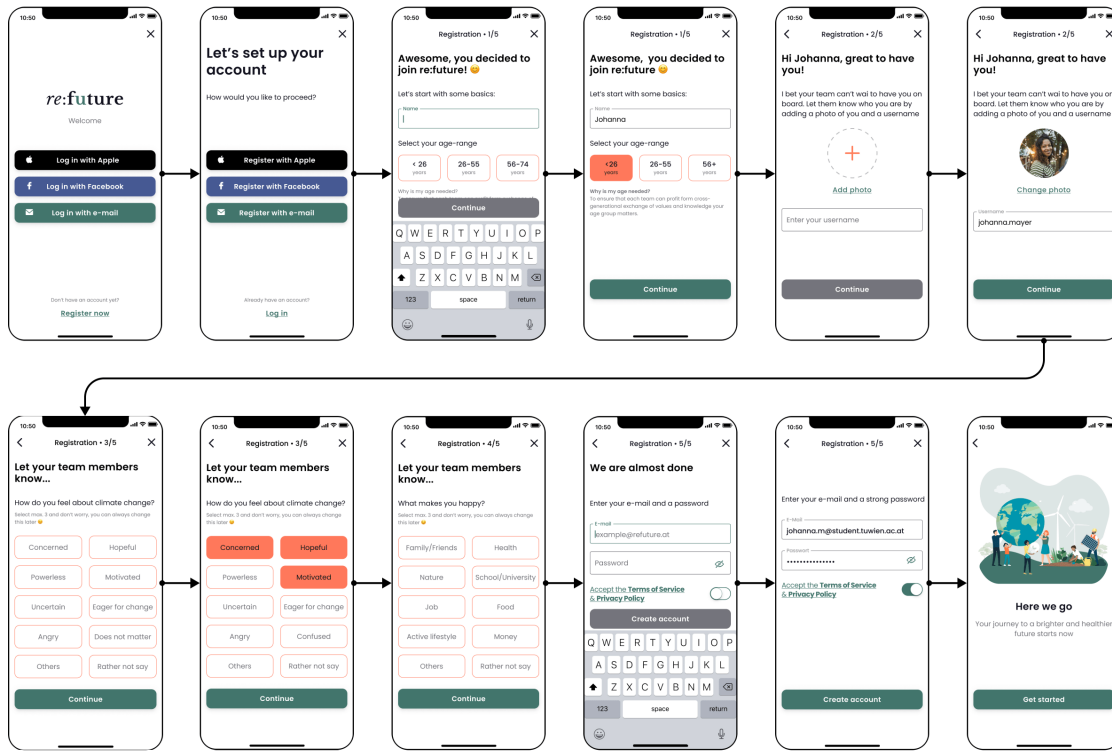 10:50
re:future
Welcome
Log in with Apple
Log in with Facebook
Log in with e-mail
Don't have an account yet?
Register now
10:50
Let's set up your
account
How would you like to proceed?
Register with Apple
Register with Facebook
Register with e-mail
Already have an account?
Log in
10:50
Registration • 1/5
Awesome, you decided to
join re:future! 😊
Let's start with some basics:
Name
Select your age-range
< 26
years
26-55
years
56-74
years
Why is my age needed?
Continue
Q W E R T Y U I O P
A S D F G H J K L
Z X C V B N M
123 space return
10:50
Registration • 1/5
Awesome, you decided to
join re:future 😊
Let's start with some basics:
Name
Johanna
Select your age-range
<26
years
26-55
years
56+
years
Why is my age needed?
To ensure that each team can profit form cross-
generational exchange of values and knowledge your
age group matters.
Continue
10:50
Registration • 2/5
Hi Johanna, great to have
you!
I bet your team can't wai to have you on
board. Let them know who you are by
adding a photo of you and a username
Add photo
Enter your username
Continue
10:50
Registration • 2/5
Hi Johanna, great to have
you!
I bet your team can't wai to have you on
board. Let them know who you are by
adding a photo of you and a username
Change photo
Username
johanna.mayer
Continue
10:50
Registration • 3/5
Let your team members
know...
How do you feel about climate change?
Select max. 3 and don't worry, you can always change
this later 😉
Concerned
Hopeful
Powerless
Motivated
Uncertain
Eager for change
Angry
Does not matter
Others
Rather not say
Continue
10:50
Registration • 3/5
Let your team members
know...
How do you feel about climate change?
Select max. 3 and don't worry, you can always change
this later 😉
Concerned
Hopeful
Powerless
Motivated
Uncertain
Eager for change
Angry
Confused
Others
Rather not say
Continue
10:50
Registration • 4/5
Let your team members
know...
What makes you happy?
Select max. 3 and don't worry, you can always change
this later 😉
Family/Friends
Health
Nature
School/University
Job
Food
Active lifestyle
Money
Others
Rather not say
Continue
10:50
Registration • 5/5
We are almost done
Enter your e-mail and a password
E-mail
example@refuture.at
Password
Accept the Terms of Service
& Privacy Policy
Create account
Q W E R T Y U I O P
A S D F G H J K L
Z X C V B N M
123 space return
10:50
Registration • 5/5
Enter your e-mail and a strong password
E-Mail
johanna.m@student.tuwien.ac.at
Passwort
•••••••••••••••
Accept the Terms of Service
& Privacy Policy
Create account
10:50
Here we go
Your journey to a brighter and healthier
future starts now
Get started